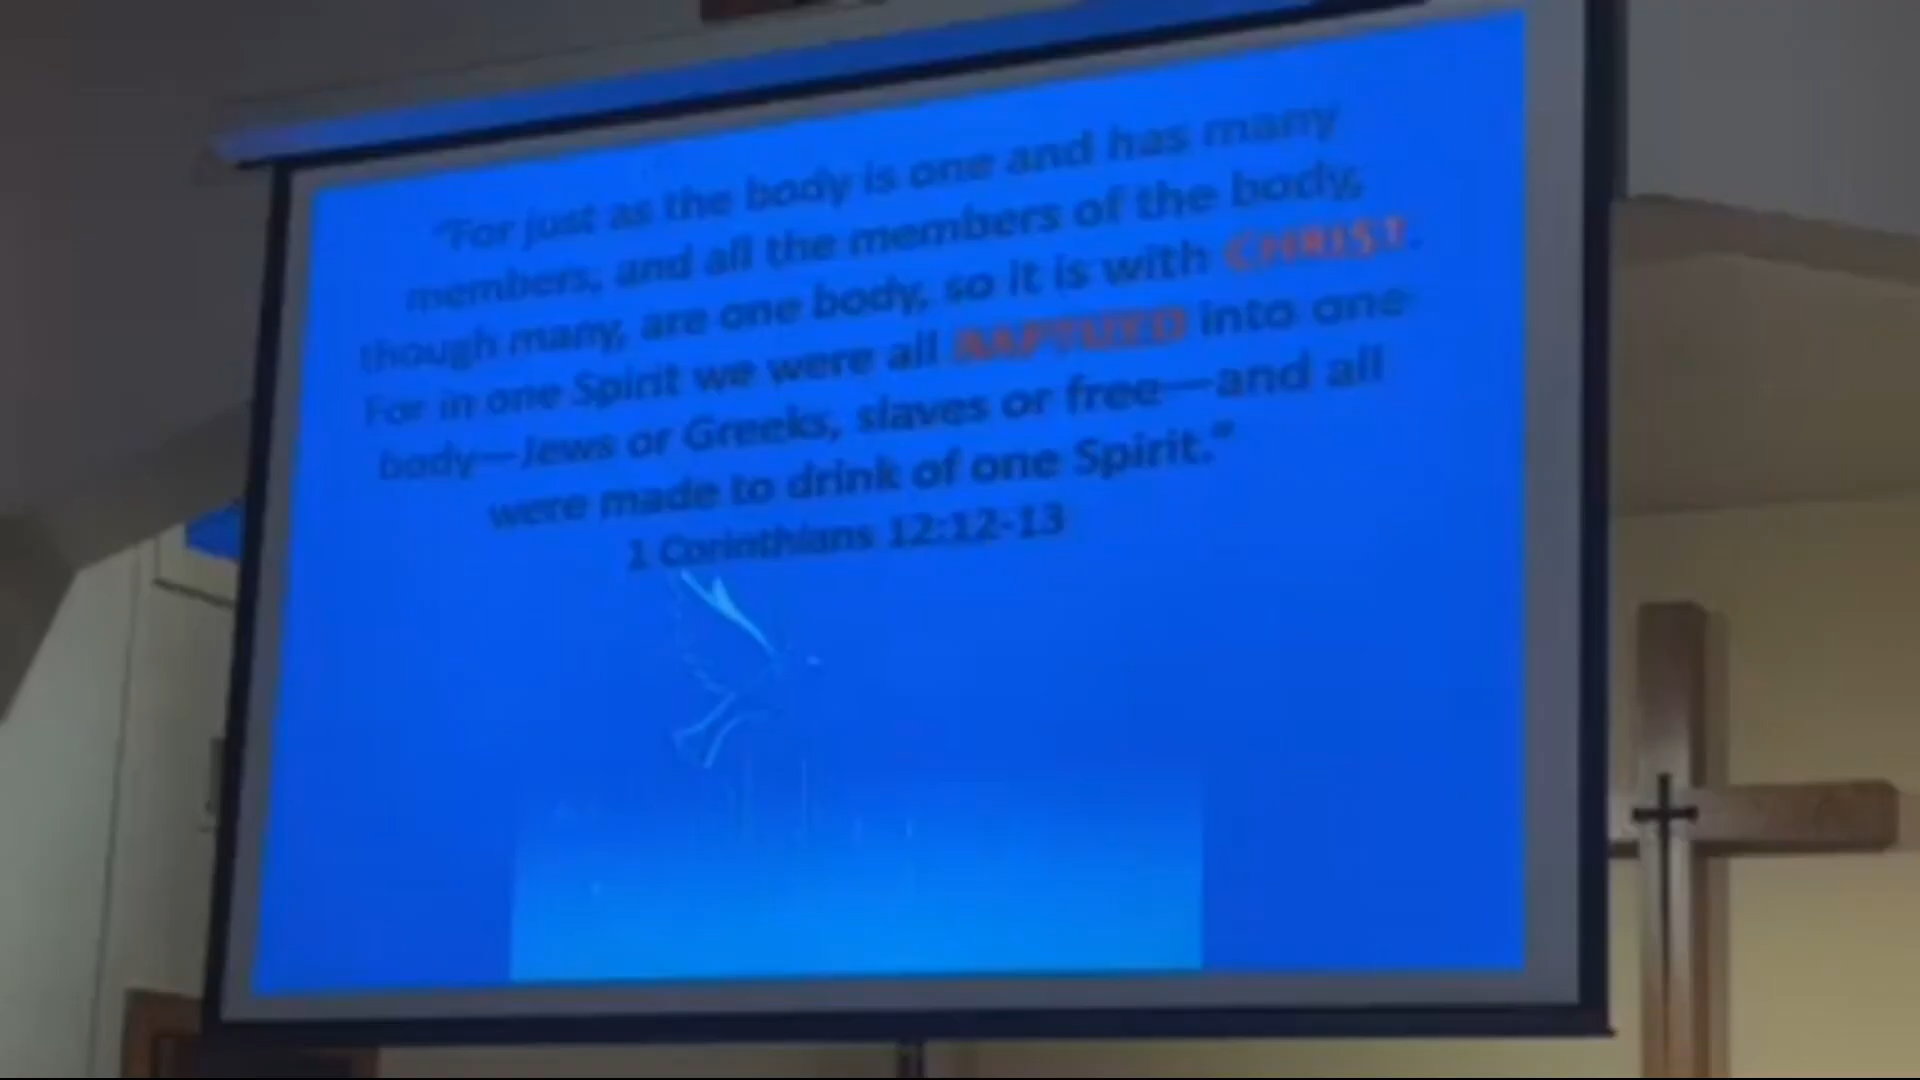 “For just as the body is one and has many
members, and all the members of the body,
though many, are one body, so it is with CHRIST.
For in one Spirit we were all BAPTIZED into one
body—Jews or Greeks, slaves or free—and all
were made to drink of one Spirit.”
1 Corinthians 12:12-13